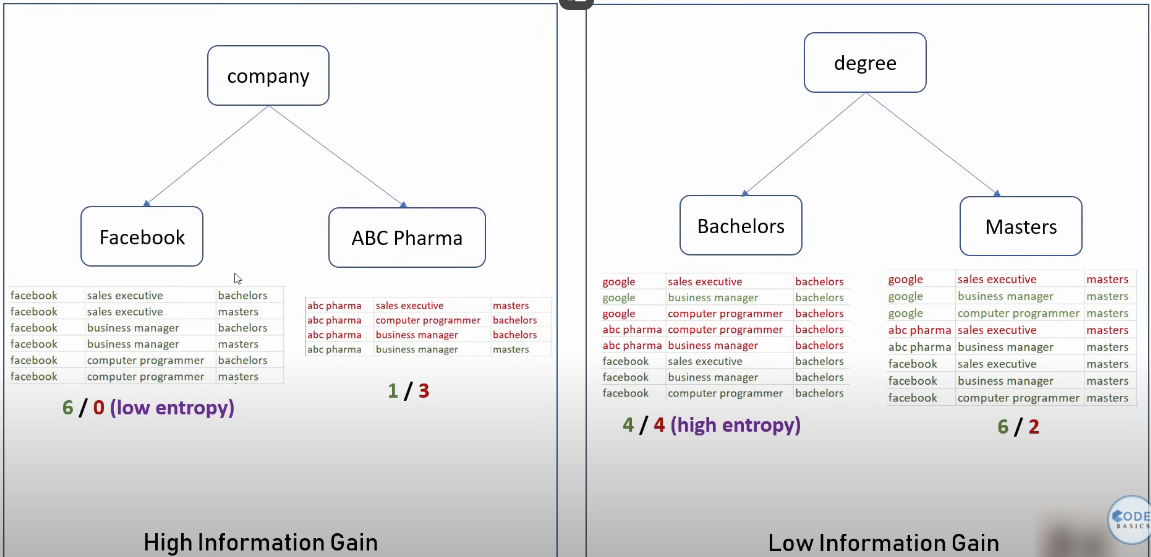 company
Facebook
ABC Pharma
facebook sales executive bachelors
facebook sales executive masters
facebook business manager bachelors
facebook business manager masters
facebook computer programmer bachelors
facebook computer programmer masters
6 / 0 (low entropy)
abc pharma sales executive masters
abc pharma computer programmer bachelors
abc pharma business manager bachelors
abc pharma business manager masters
1 / 3
High Information Gain
degree
Bachelors
Masters
google sales executive bachelors
google business manager bachelors
google computer programmer bachelors
abc pharma computer programmer bachelors
abc pharma business manager bachelors
facebook sales executive bachelors
facebook business manager bachelors
facebook computer programmer bachelors
4 / 4 (high entropy)
google sales executive masters
google business manager masters
google computer programmer masters
abc pharma sales executive masters
abc pharma business manager masters
facebook sales executive masters
facebook business manager masters
facebook computer programmer masters
6 / 2
Low Information Gain
CODE
BASICS